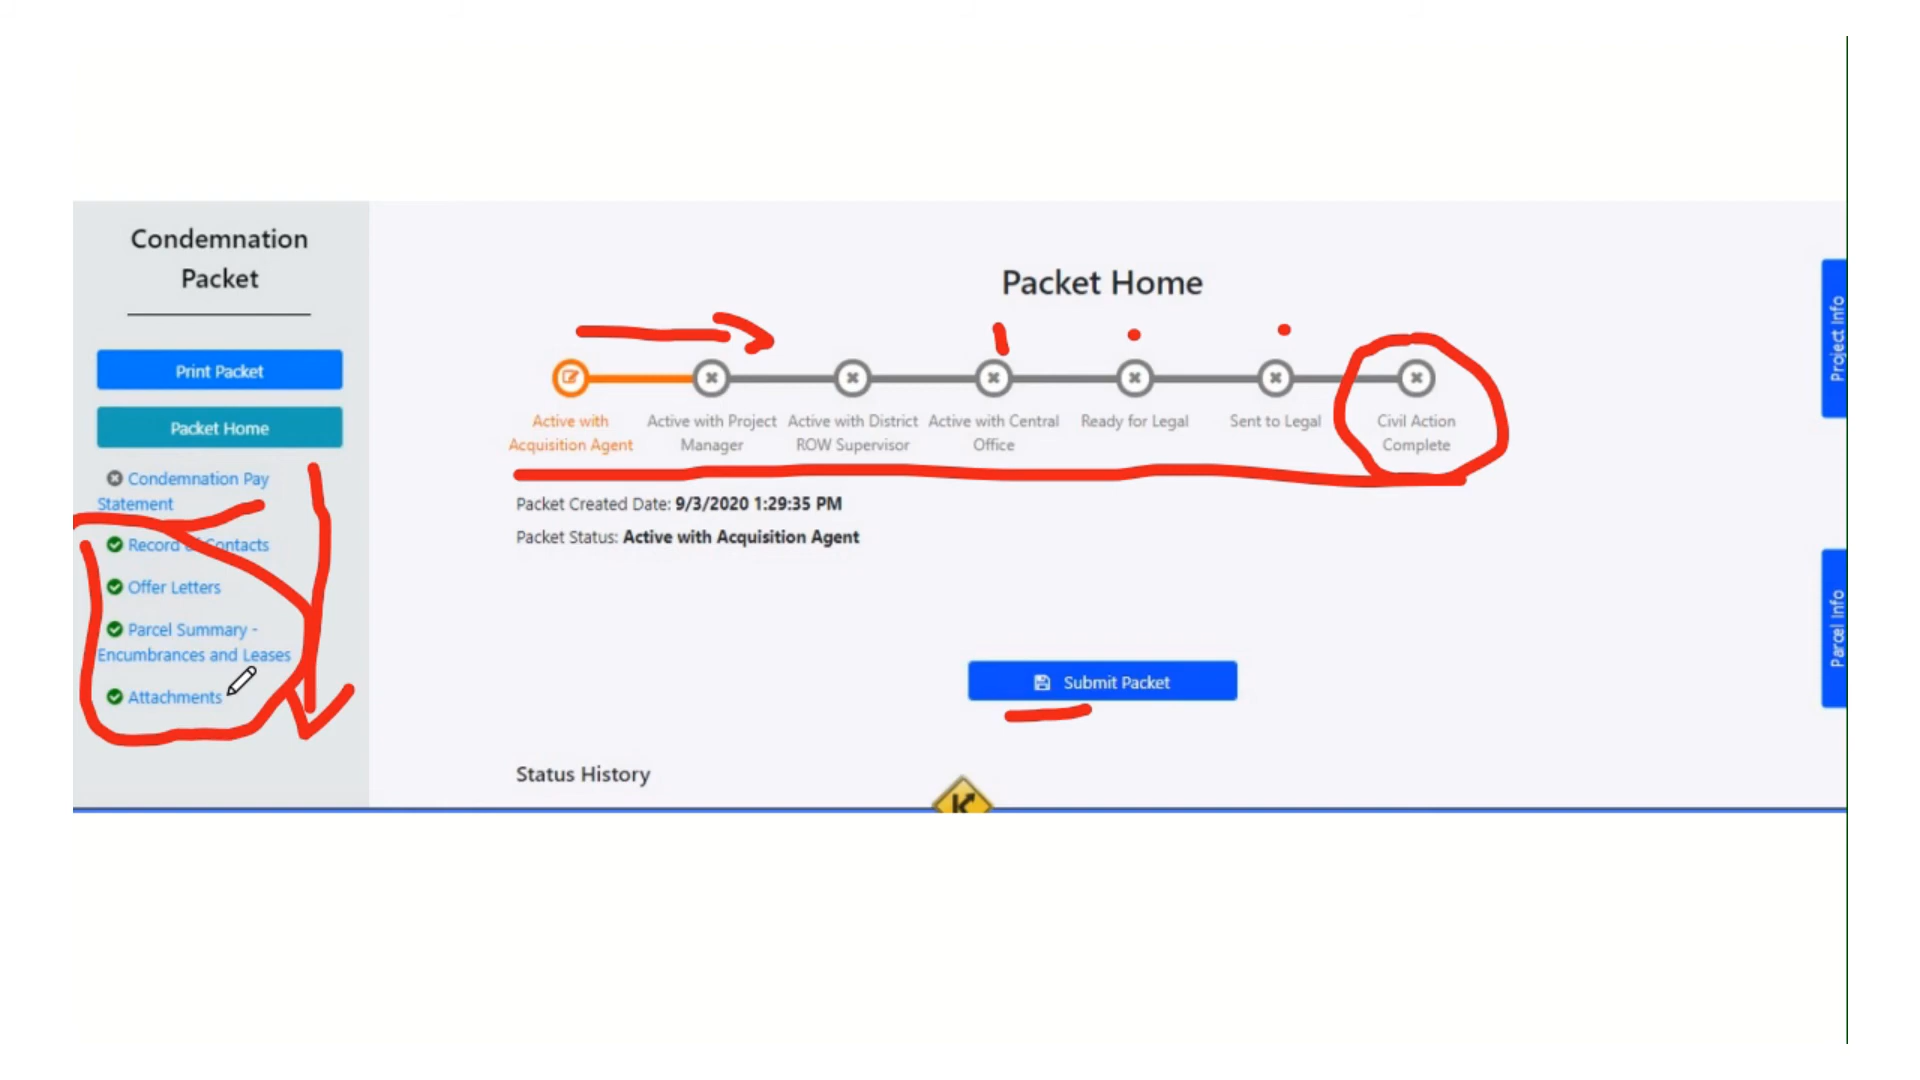 Condemnation
Packet
Print Packet
Packet Home
Condemnation Pay
Statement
Record of Contacts
Offer Letters
Parcel Summary -
Encumbrances and Leases
Attachments
Packet Home
Active with
Acquisition Agent
Active with Project
Manager
Active with District
ROW Supervisor
Active with Central
Office
Ready for Legal
Sent to Legal
Civil Action
Complete
Packet Created Date: 9/3/2020 1:29:35 PM
Packet Status: Active with Acquisition Agent
Submit Packet
Status History
Project Info
Parcel Info